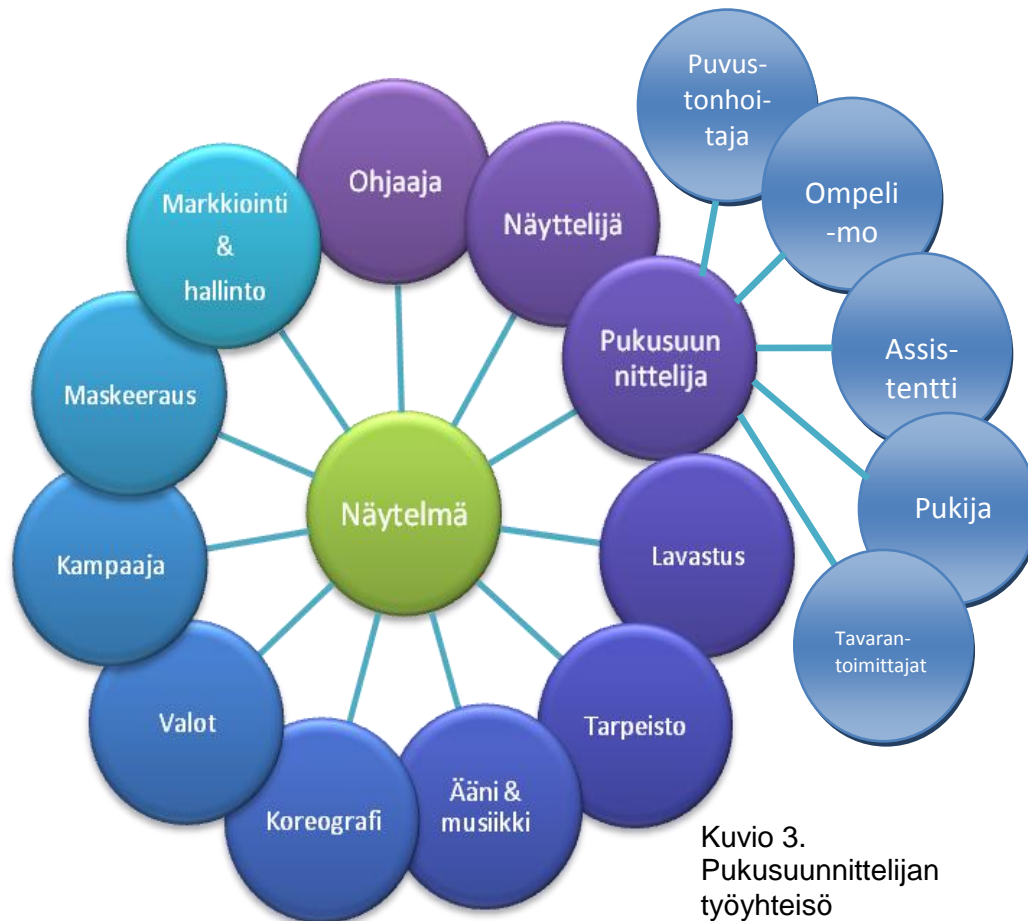 Puvus-
tonhoi-
taja
Ompeli
-mo
Assis-
tentti
Pukija
Tavaran-
toimittajat
Ohjaaja
Näyttelijä
Pukusuun
nittelija
Lavastus
Tarpeisto
Ääni &
musiikki
Koreografi
Valot
Kampaaja
Maskeeraus
Markkiointi
&
hallinto
Näytelmä
Kuvio 3.
Pukusuunnittelijan
työyhteisö